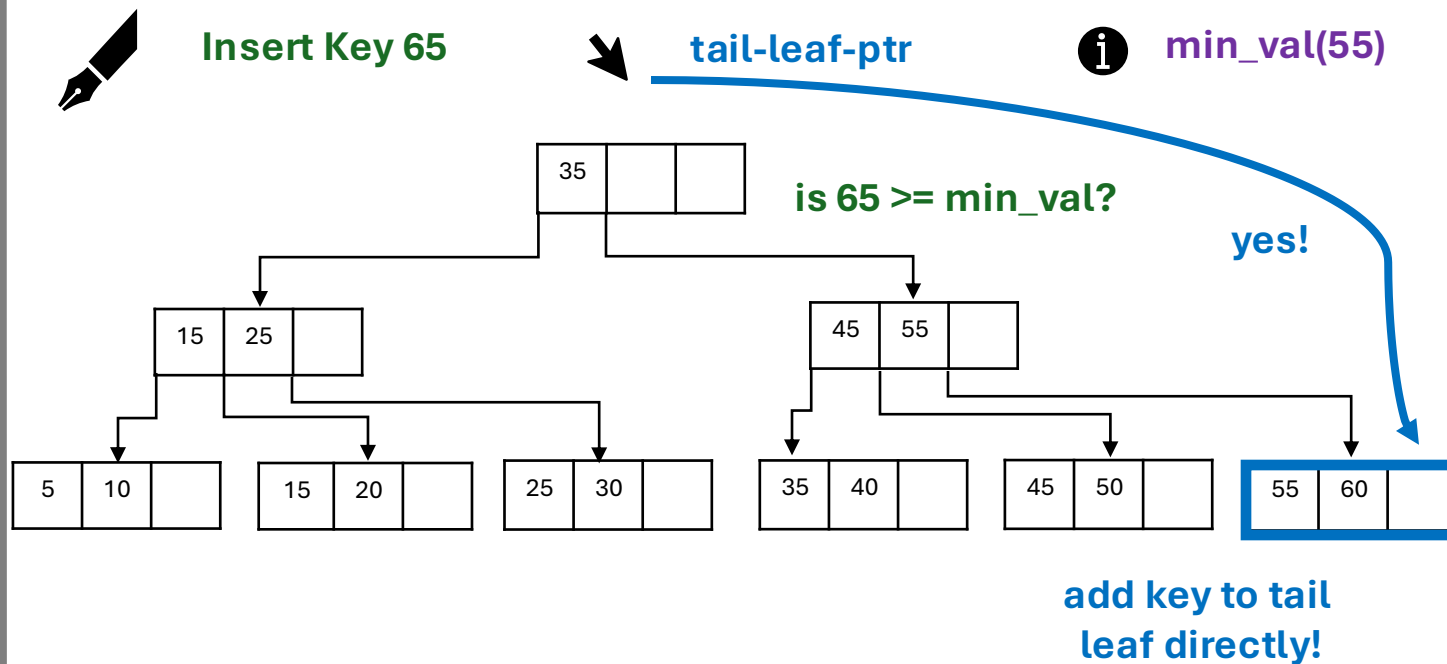 Insert Key 65
tail-leaf-ptr
i
min_val(55)
35
is 65 >= min_val?
yes!
15 25
45 55
5 10
15 20
25 30
35 40
45 50
55 60
add key to tail
leaf directly!